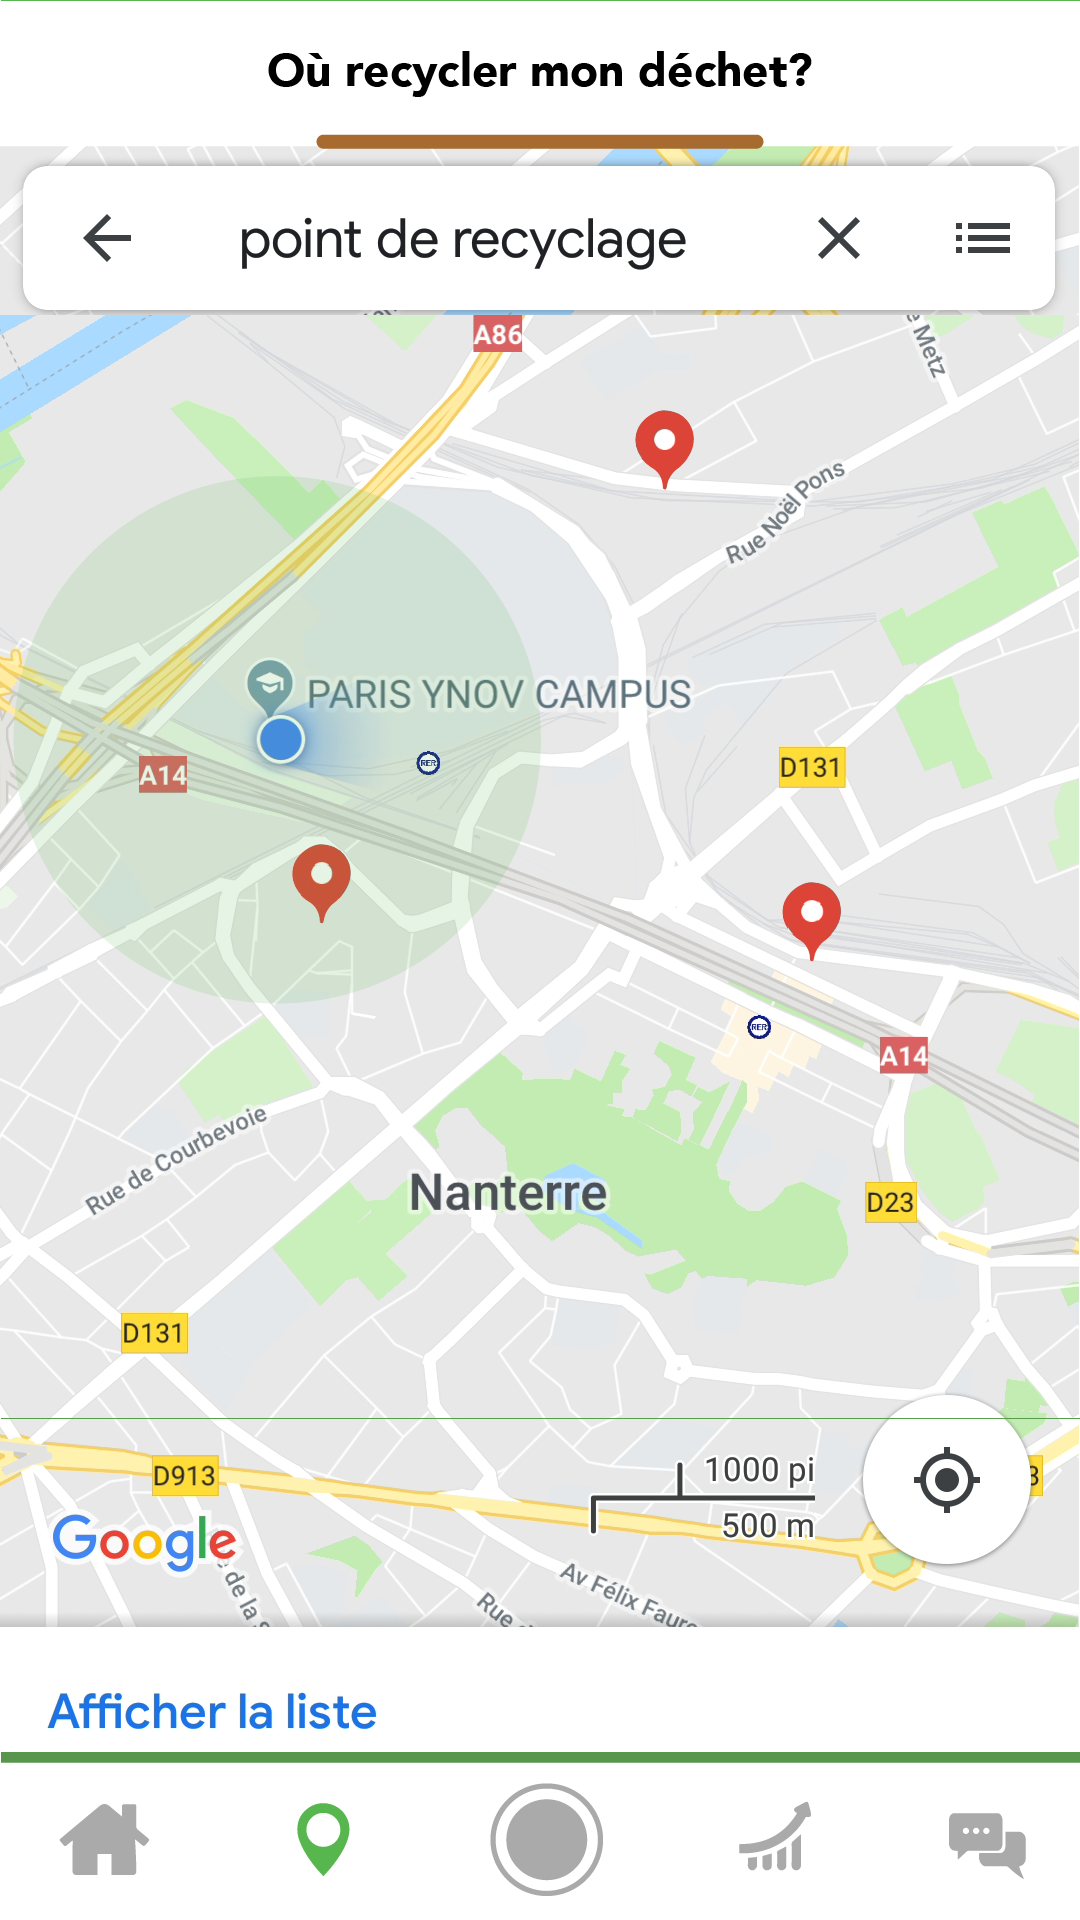 Où recycler mon déchet?
point de recyclage
A86
Metz
Rue Noël Pons
PARIS YNOV CAMPUS
RER
A14
D131
RER
A14
Rue de Courbevoie
Nanterre
D23
D131
D913
1000 pi
500 m
3
Google
de la
Av Félix Faure
Rue
Afficher la liste